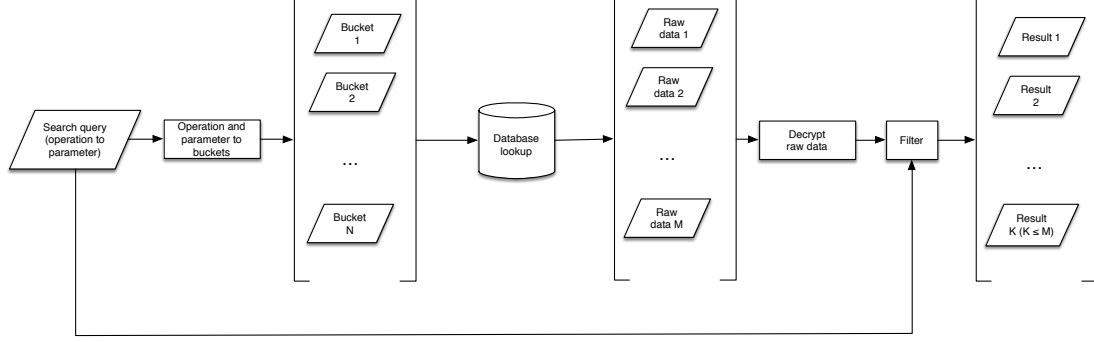 Search query
(operation to
parameter)
Operation and
parameter to
buckets
Bucket
1
Bucket
2
...
Bucket
N
Database
lookup
Raw
data 1
Raw
data 2
...
Raw
data M
Decrypt
raw data
Filter
Result 1
Result
2
...
Result
K (K ≤ M)